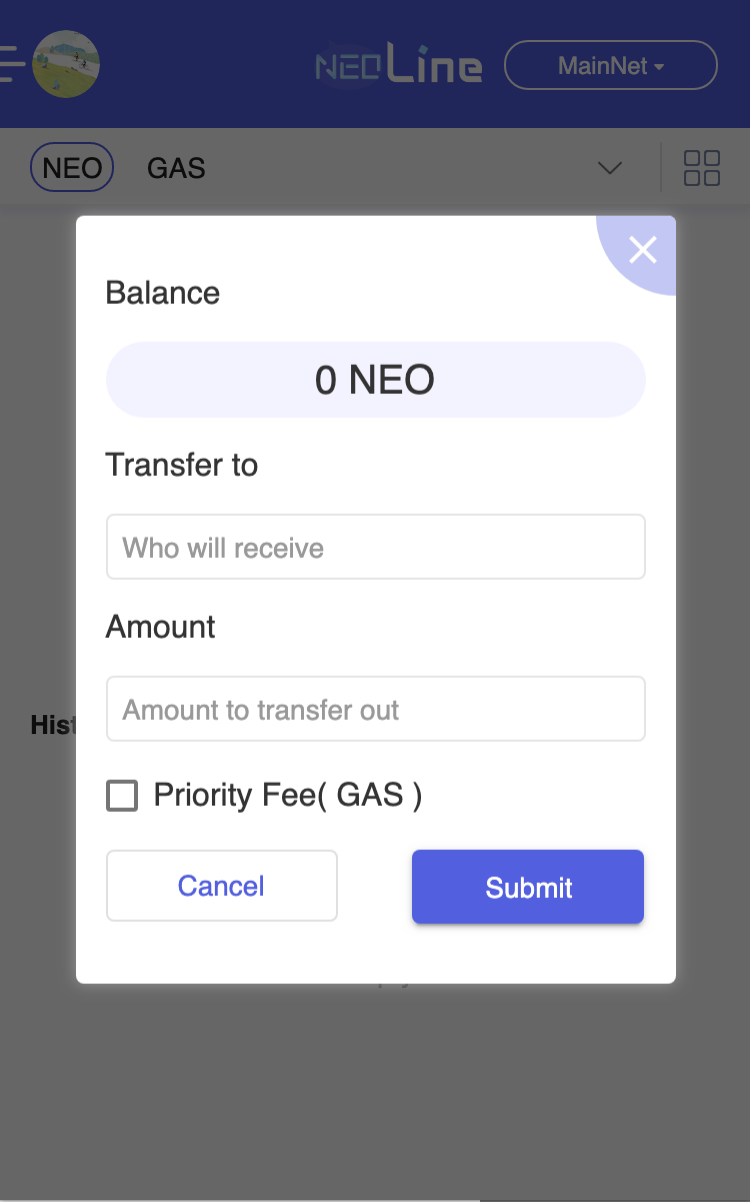 NEOLine
MainNet
NEO
GAS
Balance
0 NEO
Transfer to
Who will receive
Amount
Amount to transfer out
Hist
Priority Fee( GAS )
Cancel
Submit